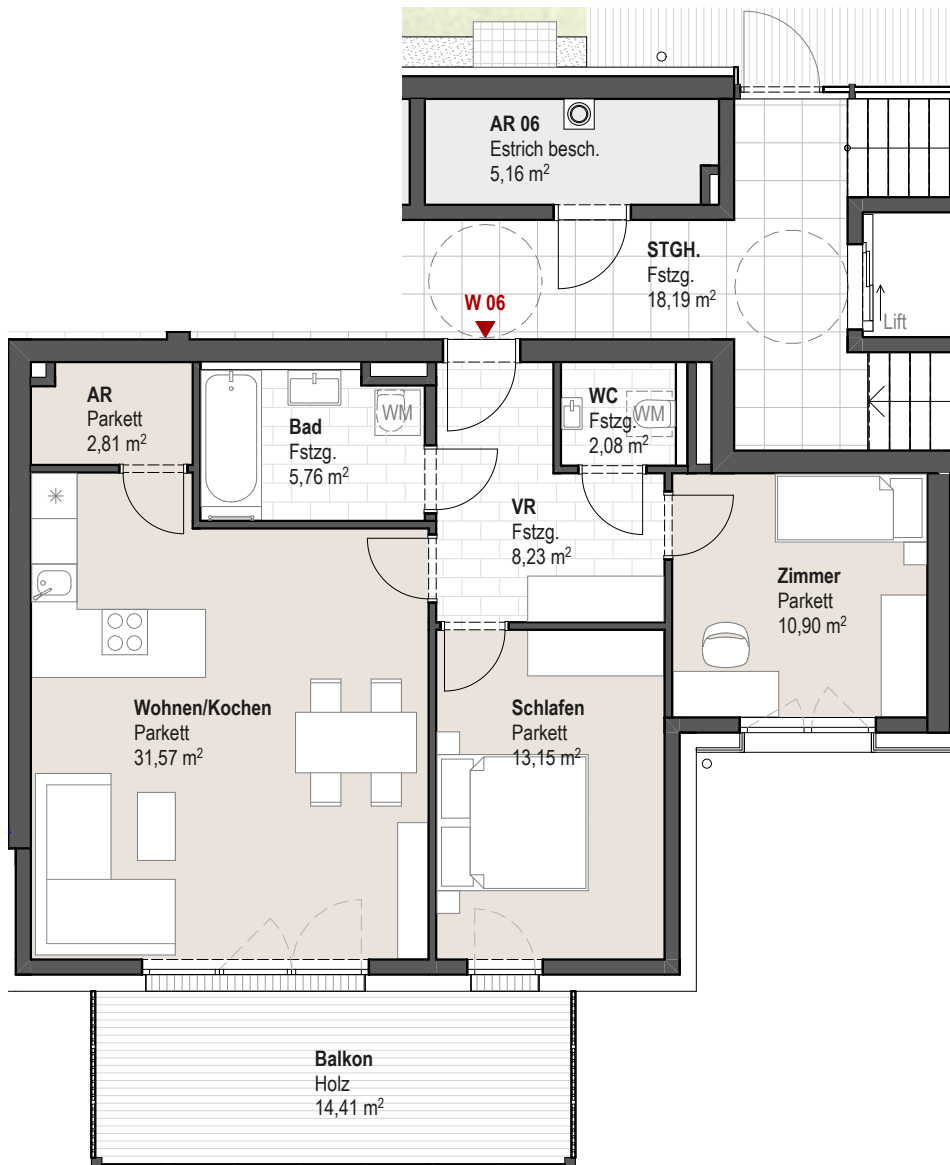 AR 06
Estrich besch.
5,16 m²
STGH.
Fstzg.
18,19 m²
W 06
Lift
AR
Parkett
2,81 m²
Bad
Fstzg.
5,76 m²
WM
WC
Fstzg.
2,08 m²
WM
VR
Fstzg.
8,23 m²
Zimmer
Parkett
10,90 m²
Wohnen/Kochen
Parkett
31,57 m²
Schlafen
Parkett
13,15 m²
Balkon
Holz
14,41 m²